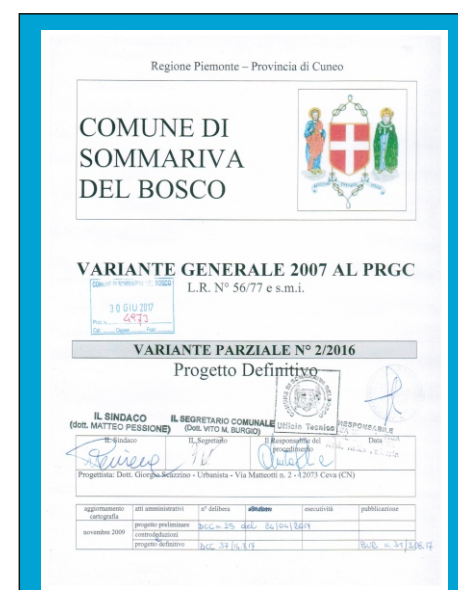 Regione Piemonte – Provincia di Cuneo
COMUNE DI
SOMMARIVA
DEL BOSCO
VARIANTE GENERALE 2007 AL PRGC
L.R. N° 56/77 e s.m.i.
30 GIU 2017
4973
VARIANTE PARZIALE N° 2/2016
Progetto Definitivo
IL SINDACO
(dott. MATTEO PESSIONE)
IL SEGRETARIO COMUNALE
(Dott. VITO M. BURGIO)
Ufficio Tecnico
RESPONSABILE
IL Sindaco
IL Segretario
Il Responsabile del
procedimento
Data
Progettista: Dott. Giorgio - Urbanista - Via Matteotti n. 2 - 12073 Ceva (CN)
aggiornamento
cartografia
atti amministrativi
n° delibera
esecutività
pubblicazione
novembre 2009
progetto preliminare
controdeduzioni
progetto definitivo